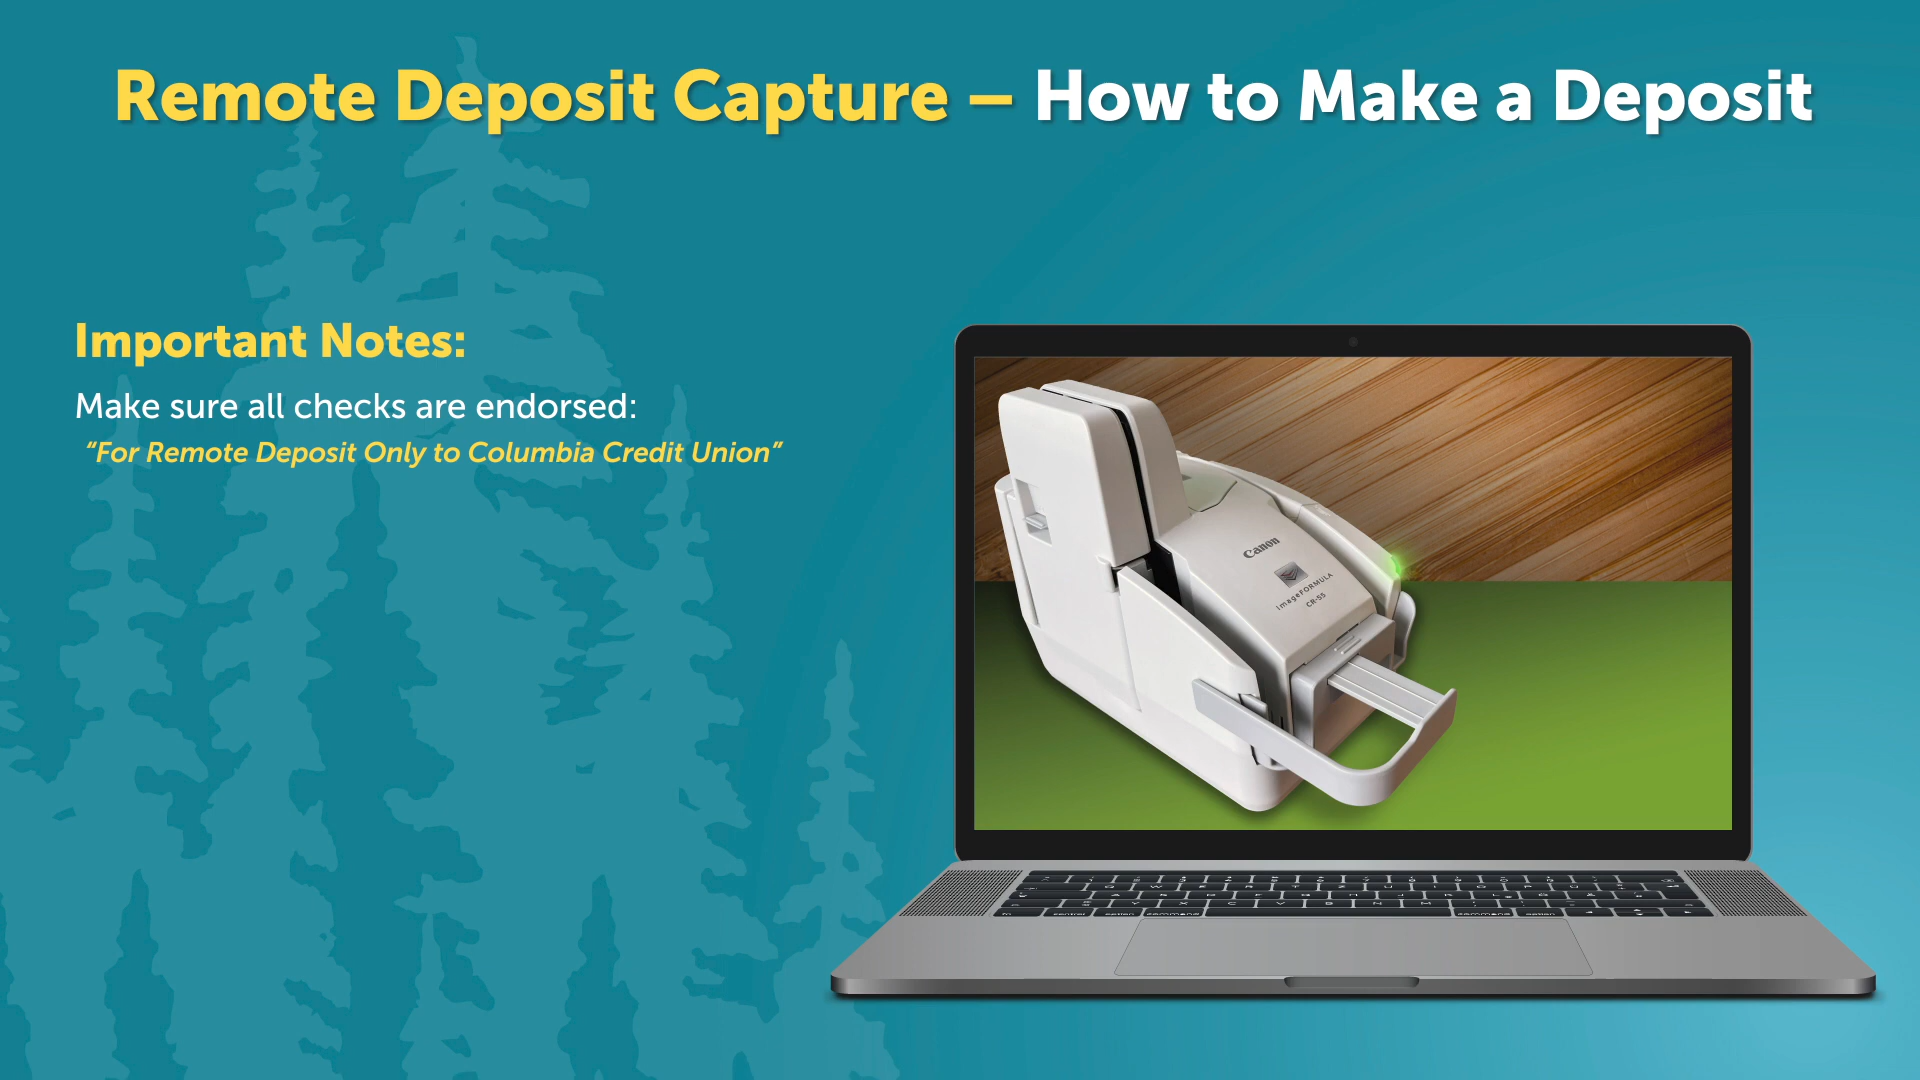 Remote Deposit Capture – How to Make a Deposit
Important Notes:
Make sure all checks are endorsed:
“For Remote Deposit Only to Columbia Credit Union”
Canon
imageFORMULA
CR-55